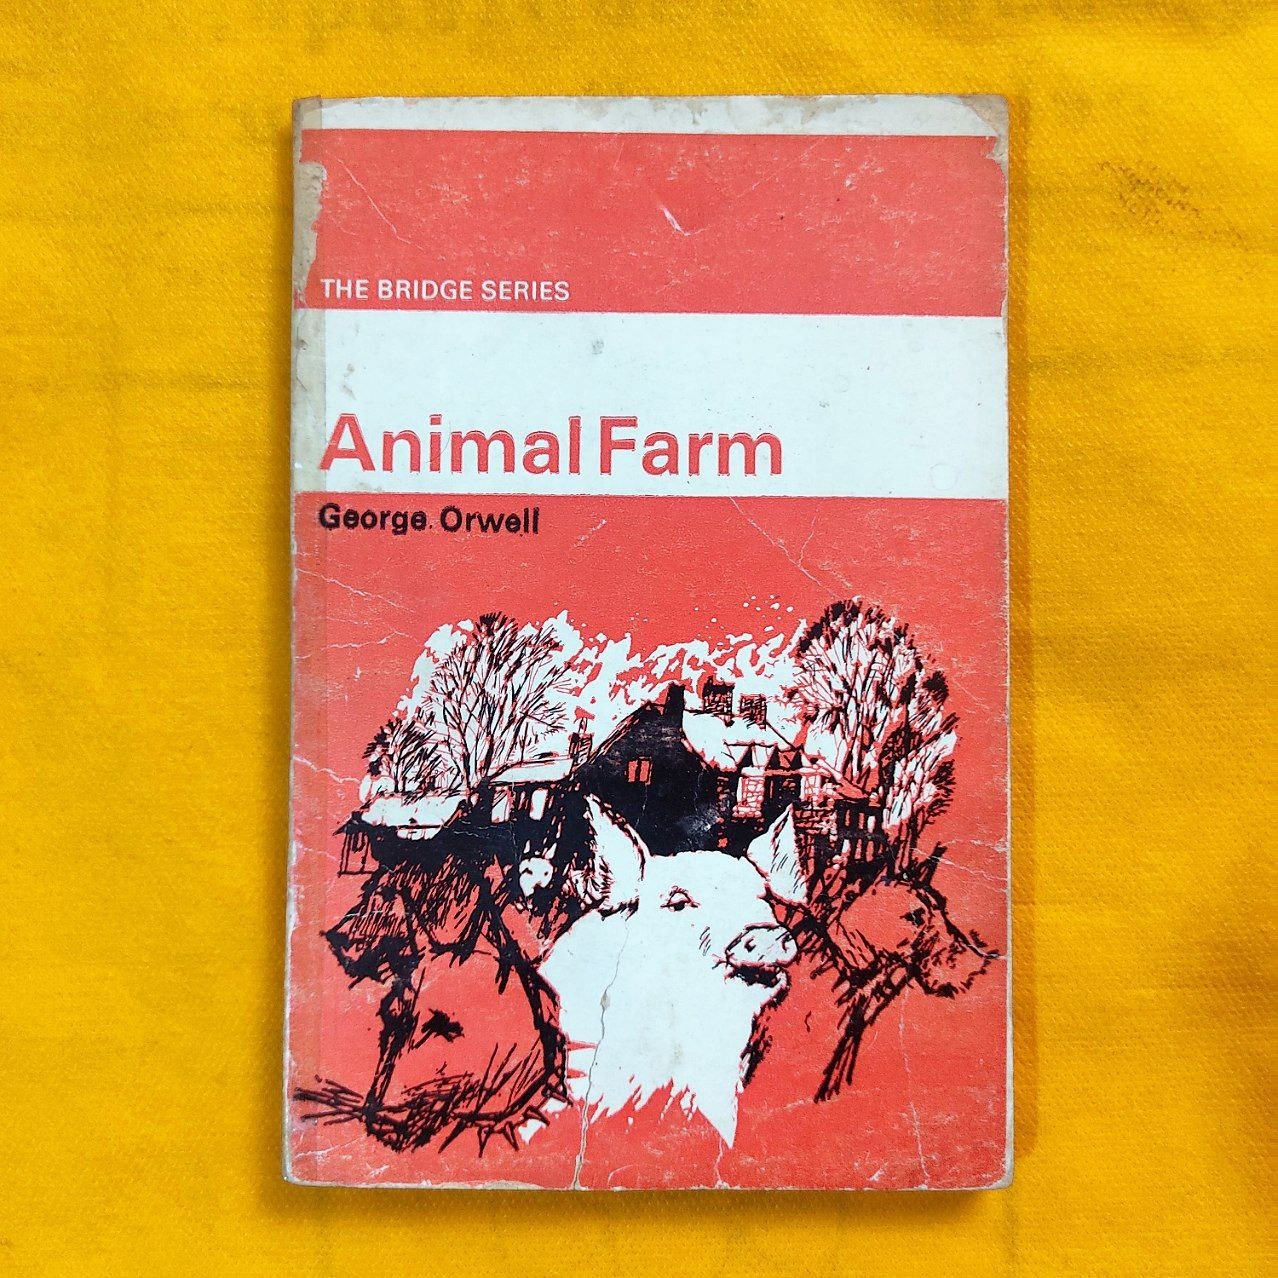 THE BRIDGE SERIES
Animal Farm
George Orwell